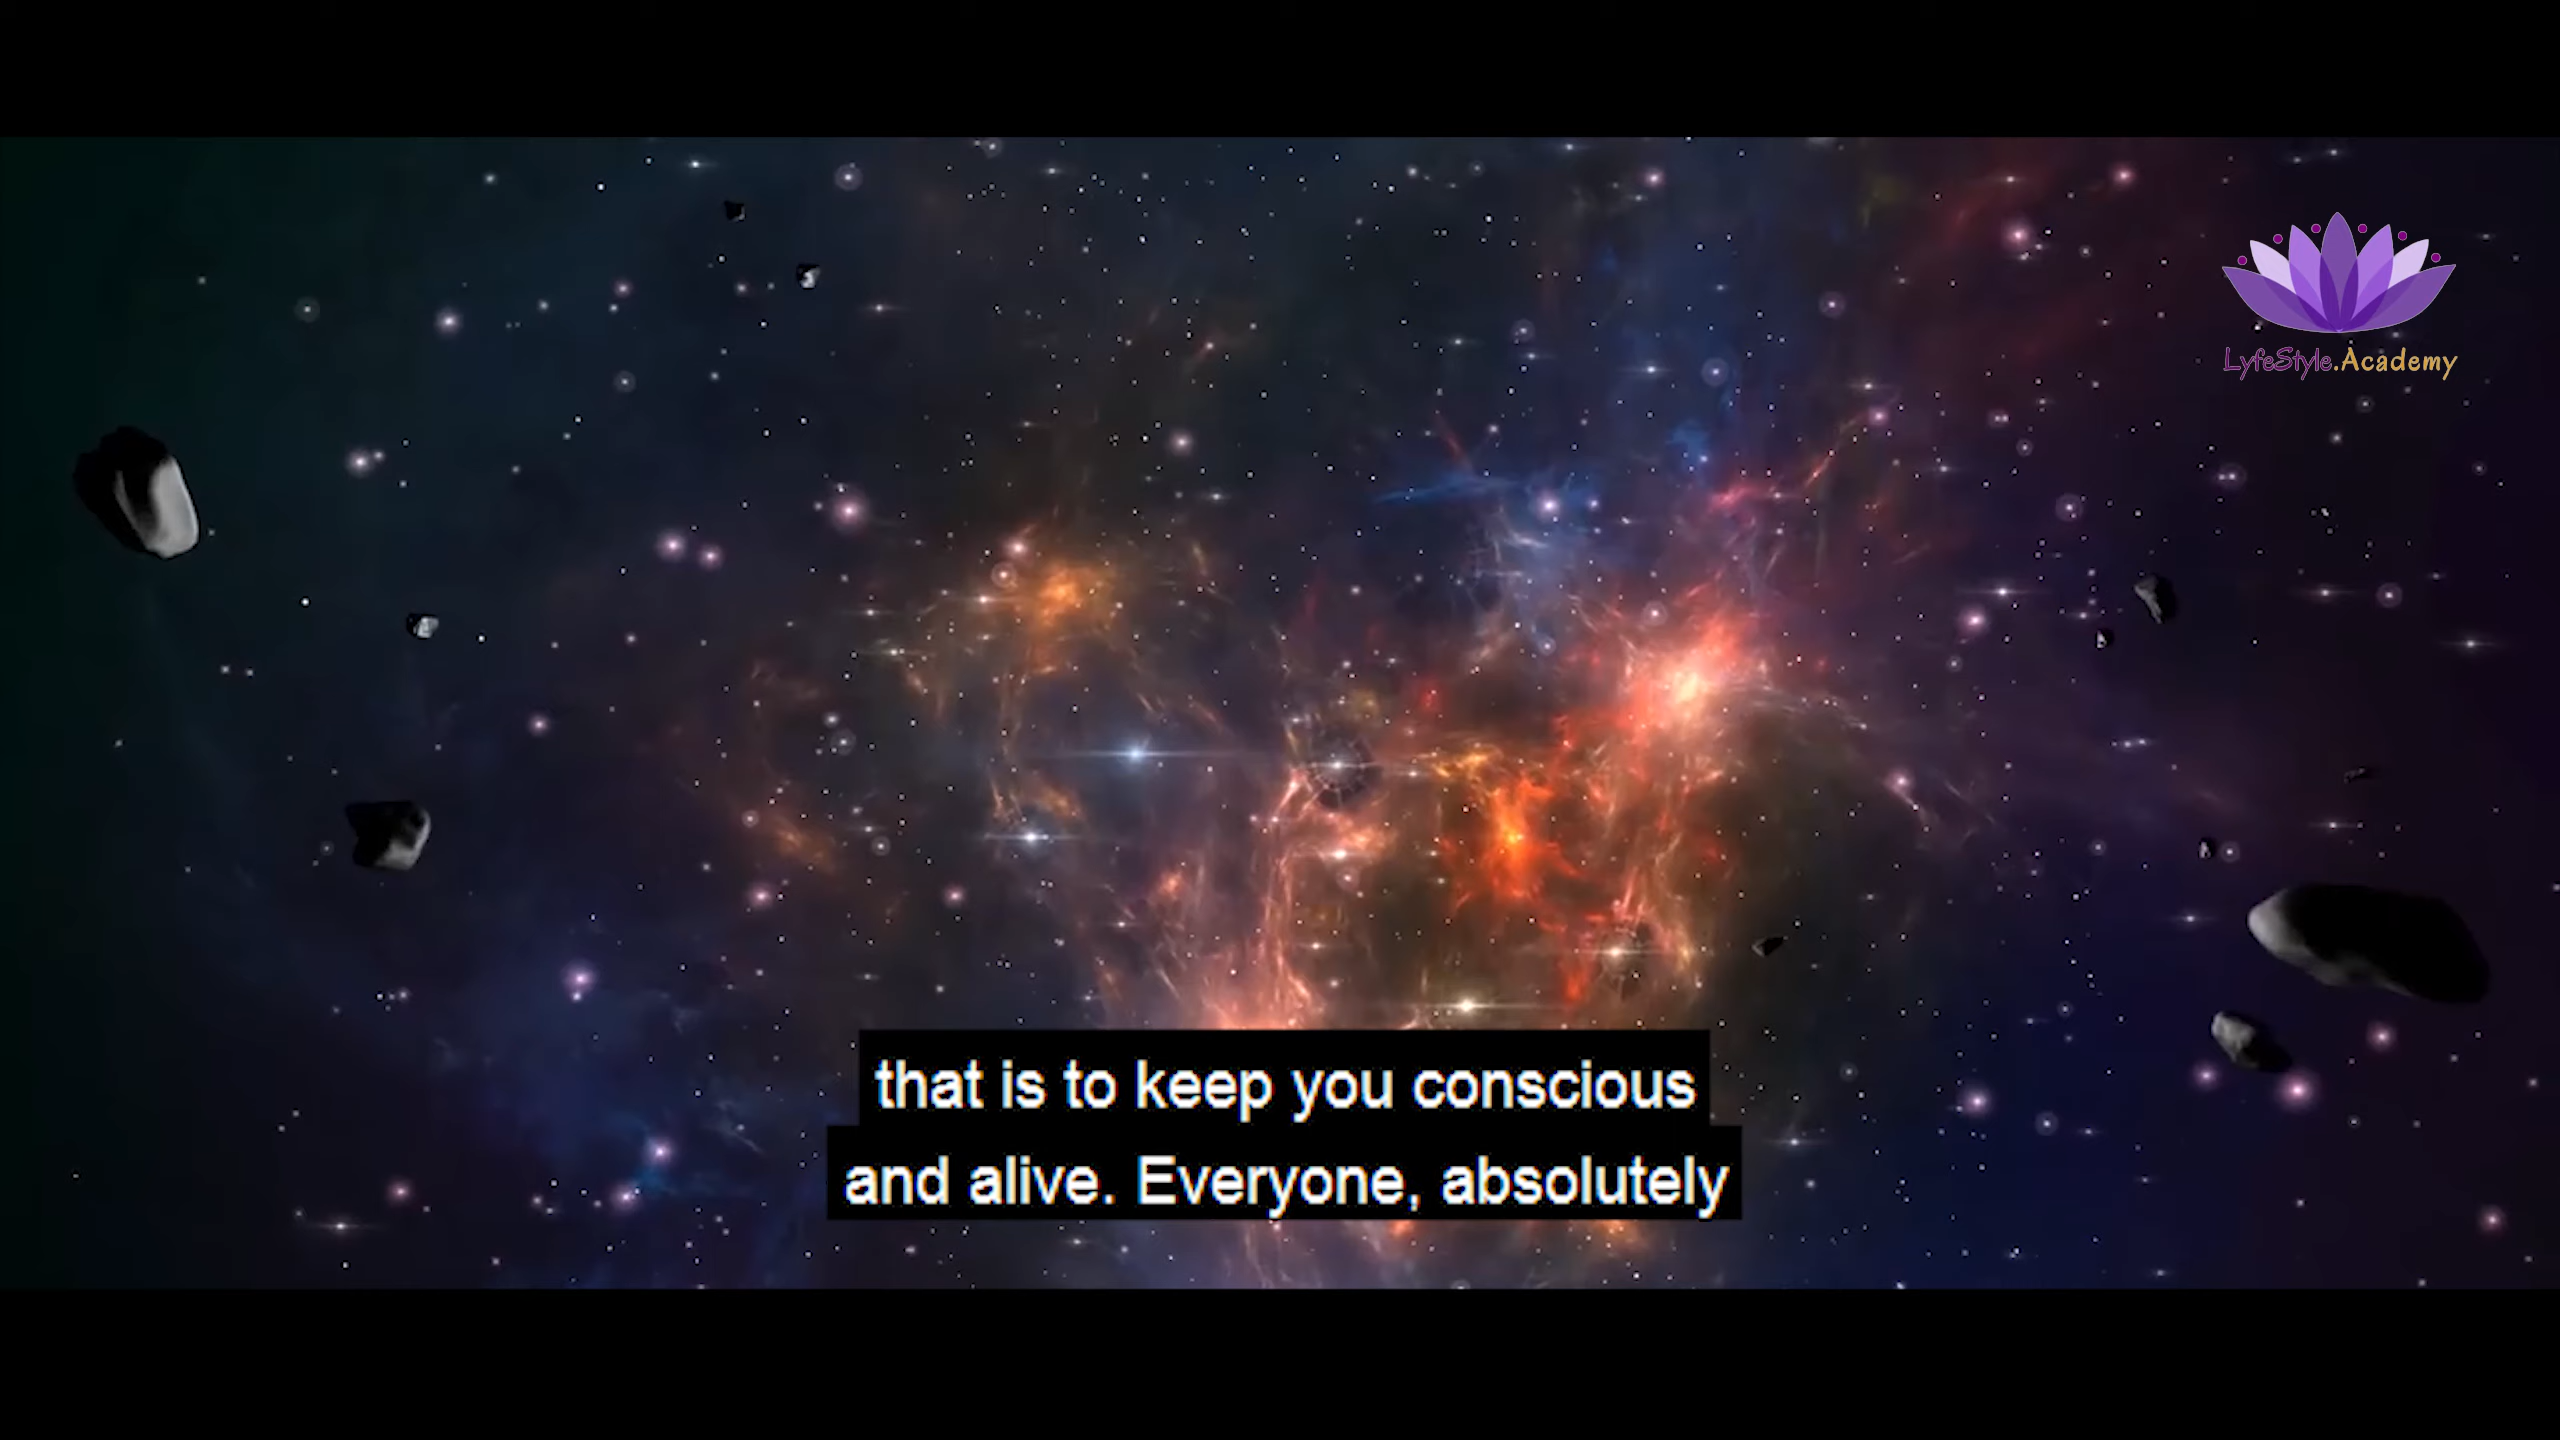 LyfeStyle.Academy
that is to keep you conscious
and alive. Everyone, absolutely